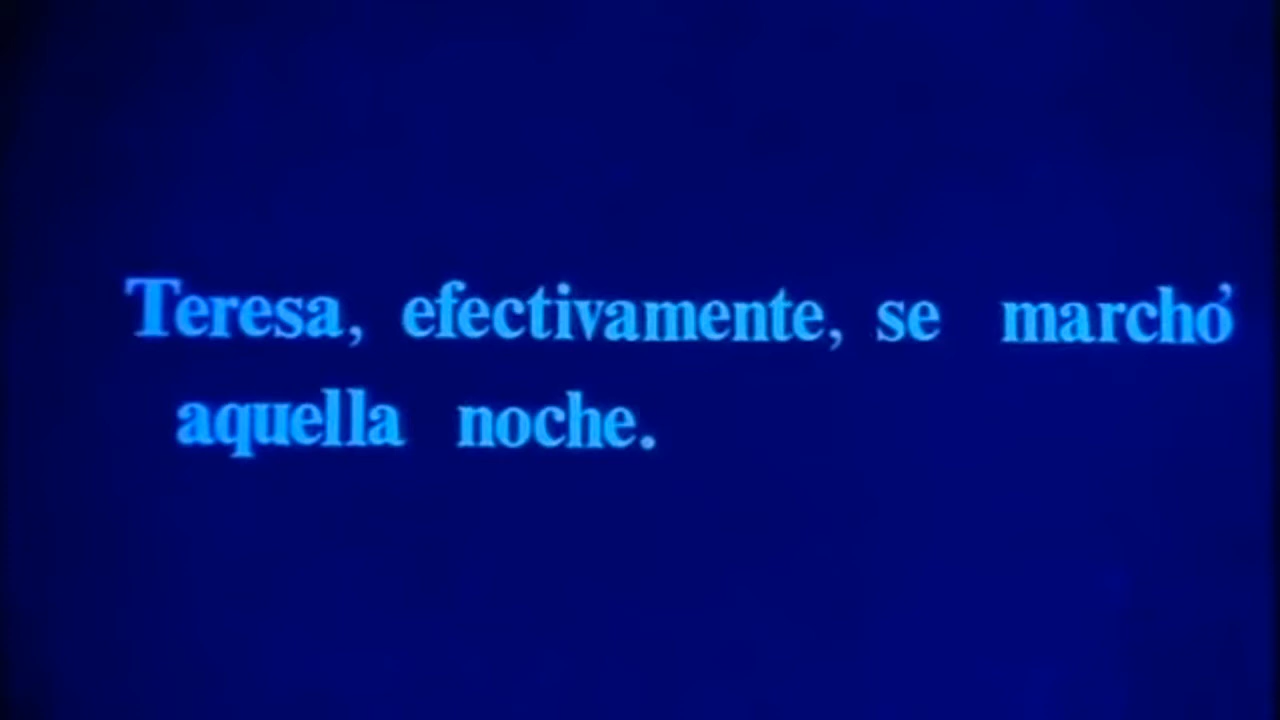 Teresa, efectivamente, se marchó
aquella noche.